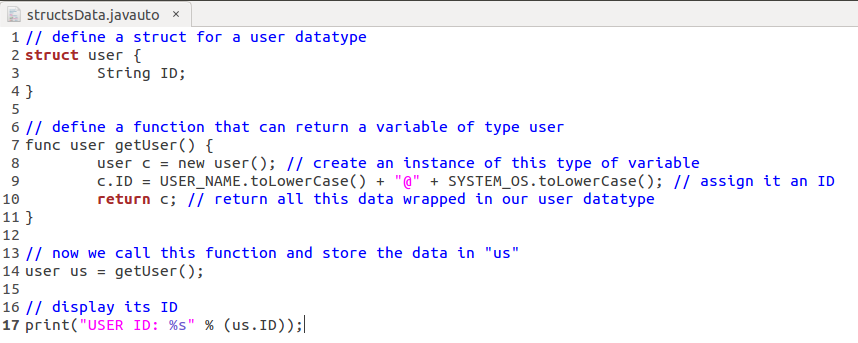 structsData.javauto ×
1 // define a struct for a user datatype
2 struct user {
3         String ID;
4 }
5
6 // define a function that can return a variable of type user
7 func user getUser() {
8         user c = new user(); // create an instance of this type of variable
9         c.ID = USER_NAME.toLowerCase() + "@" + SYSTEM_OS.toLowerCase(); // assign it an ID
10         return c; // return all this data wrapped in our user datatype
11 }
12
13 // now we call this function and store the data in "us"
14 user us = getUser();
15
16 // display its ID
17 print("USER ID: %s" % (us.ID));